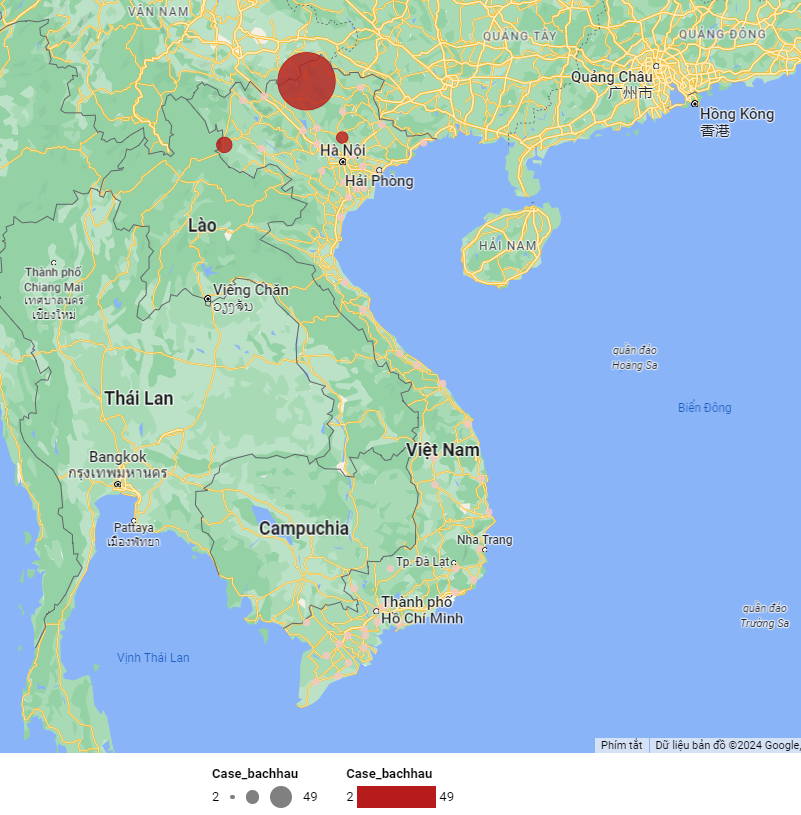 VÂN NAM
QUẢNG TÂY
QUẢNG ĐÔNG
Quảng Châu
广州市
Hồng Kông
香港
Hà Nội
Hải Phòng
Lào
HẢI NAM
Thành phố
Chiang Mai
เทศบาลนคร
เชียงใหม่
Viêng Chăn
ວຽງຈັນ
quần đảo
Hoàng Sa
Thái Lan
Biển Đông
Việt Nam
Bangkok
กรุงเทพมหานคร
Campuchia
Pattaya
เมืองพัทยา
Nha Trang
Tp. Đà Lạt
Thành phố
Hồ Chí Minh
quần đảo
Trường Sa
Vịnh Thái Lan
Phím tắt
Dữ liệu bản đồ ©2024 Google,
Case_bachhau Case_bachhau
2 49 2 49